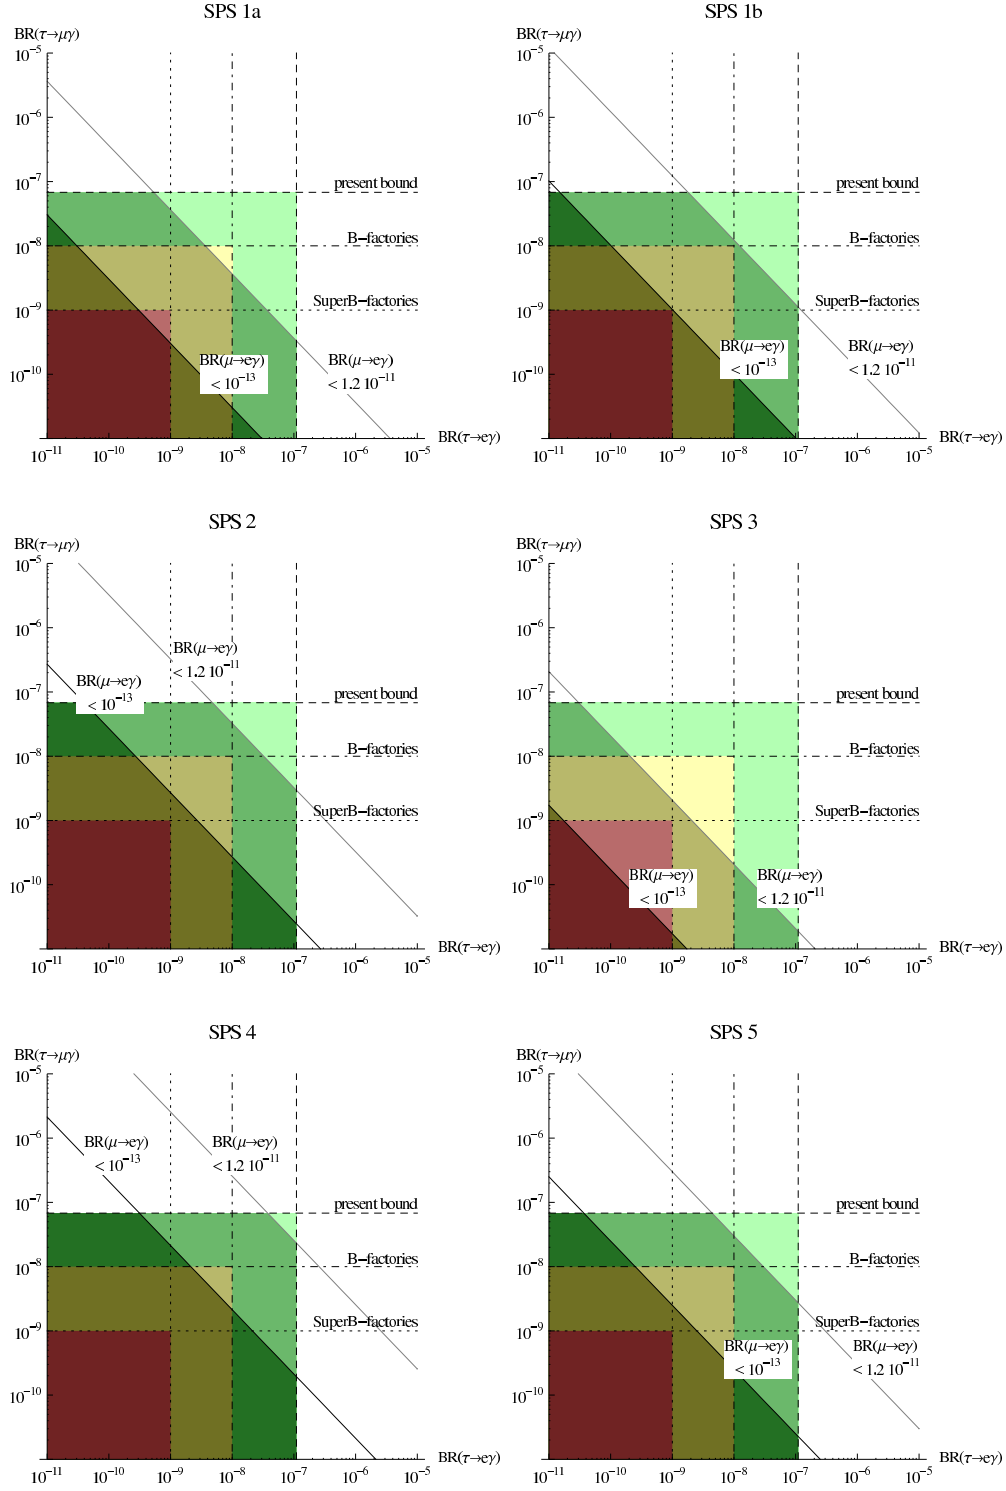 SPS 1a
BR(τ→μγ)
10⁻⁵
10⁻⁶
10⁻⁷
10⁻⁸
10⁻⁹
10⁻¹⁰
present bound
B−factories
SuperB−factories
BR(μ→eγ)
< 10⁻¹³
BR(μ→eγ)
< 1.2 10⁻¹¹
BR(τ→eγ)
10⁻¹¹ 10⁻¹⁰ 10⁻⁹ 10⁻⁸ 10⁻⁷ 10⁻⁶ 10⁻⁵
SPS 1b
BR(τ→μγ)
10⁻⁵
10⁻⁶
10⁻⁷
10⁻⁸
10⁻⁹
10⁻¹⁰
present bound
B−factories
SuperB−factories
BR(μ→eγ)
< 10⁻¹³
BR(μ→eγ)
< 1.2 10⁻¹¹
BR(τ→eγ)
10⁻¹¹ 10⁻¹⁰ 10⁻⁹ 10⁻⁸ 10⁻⁷ 10⁻⁶ 10⁻⁵
SPS 2
BR(τ→μγ)
10⁻⁵
10⁻⁶
10⁻⁷
10⁻⁸
10⁻⁹
10⁻¹⁰
BR(μ→eγ)
< 1.2 10⁻¹¹
BR(μ→eγ)
< 10⁻¹³
present bound
B−factories
SuperB−factories
BR(τ→eγ)
10⁻¹¹ 10⁻¹⁰ 10⁻⁹ 10⁻⁸ 10⁻⁷ 10⁻⁶ 10⁻⁵
SPS 3
BR(τ→μγ)
10⁻⁵
10⁻⁶
10⁻⁷
10⁻⁸
10⁻⁹
10⁻¹⁰
present bound
B−factories
SuperB−factories
BR(μ→eγ)
< 10⁻¹³
BR(μ→eγ)
< 1.2 10⁻¹¹
BR(τ→eγ)
10⁻¹¹ 10⁻¹⁰ 10⁻⁹ 10⁻⁸ 10⁻⁷ 10⁻⁶ 10⁻⁵
SPS 4
BR(τ→μγ)
10⁻⁵
10⁻⁶
10⁻⁷
10⁻⁸
10⁻⁹
10⁻¹⁰
BR(μ→eγ)
< 10⁻¹³
BR(μ→eγ)
< 1.2 10⁻¹¹
present bound
B−factories
SuperB−factories
BR(τ→eγ)
10⁻¹¹ 10⁻¹⁰ 10⁻⁹ 10⁻⁸ 10⁻⁷ 10⁻⁶ 10⁻⁵
SPS 5
BR(τ→μγ)
10⁻⁵
10⁻⁶
10⁻⁷
10⁻⁸
10⁻⁹
10⁻¹⁰
present bound
B−factories
SuperB−factories
BR(μ→eγ)
< 10⁻¹³
BR(μ→eγ)
< 1.2 10⁻¹¹
BR(τ→eγ)
10⁻¹¹ 10⁻¹⁰ 10⁻⁹ 10⁻⁸ 10⁻⁷ 10⁻⁶ 10⁻⁵